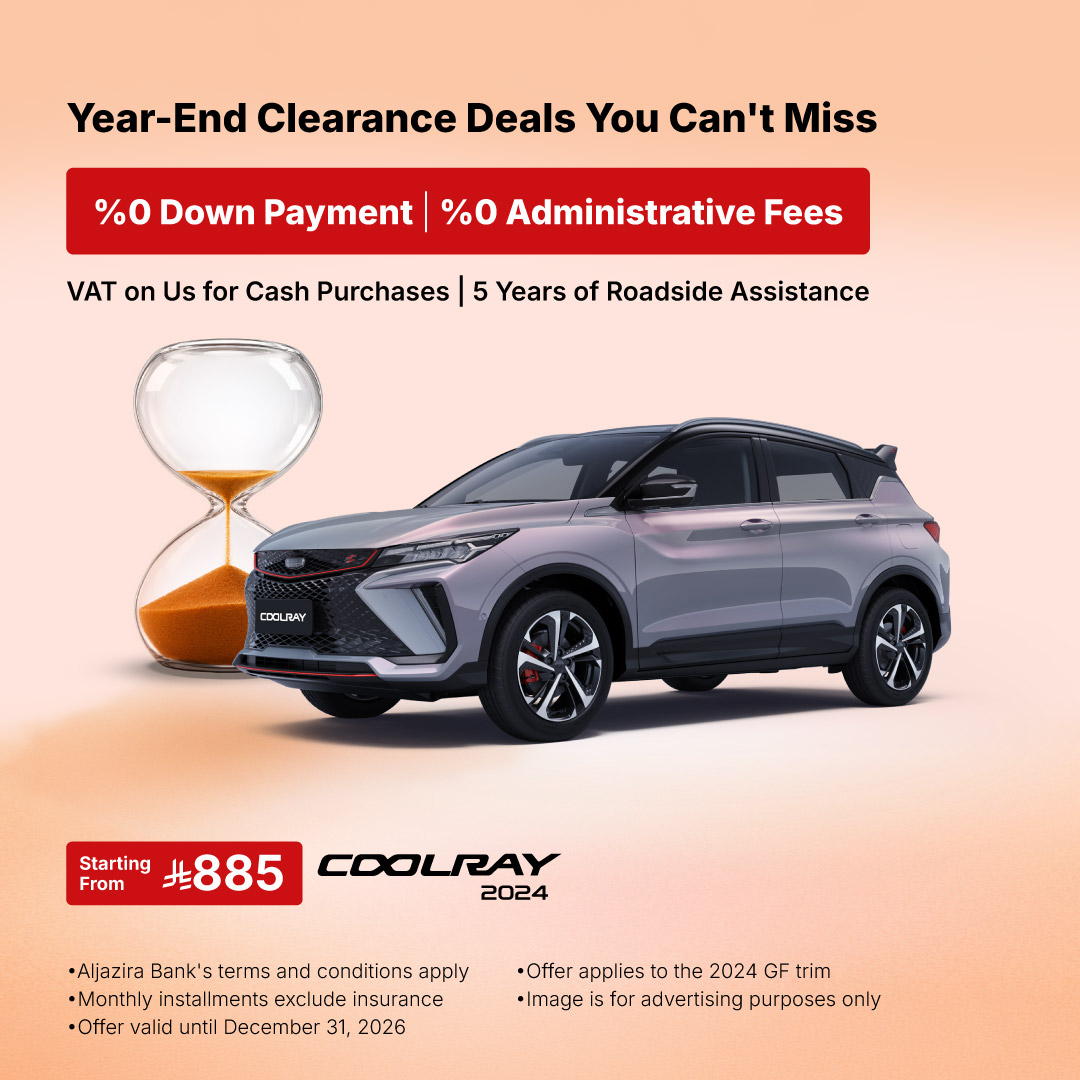 Year-End Clearance Deals You Can't Miss
%0 Down Payment | %0 Administrative Fees
VAT on Us for Cash Purchases | 5 Years of Roadside Assistance
COOLRAY
Starting From ⃁885
COOLRAY
2024
•Aljazira Bank's terms and conditions apply
•Monthly installments exclude insurance
•Offer valid until December 31, 2026
•Offer applies to the 2024 GF trim
•Image is for advertising purposes only